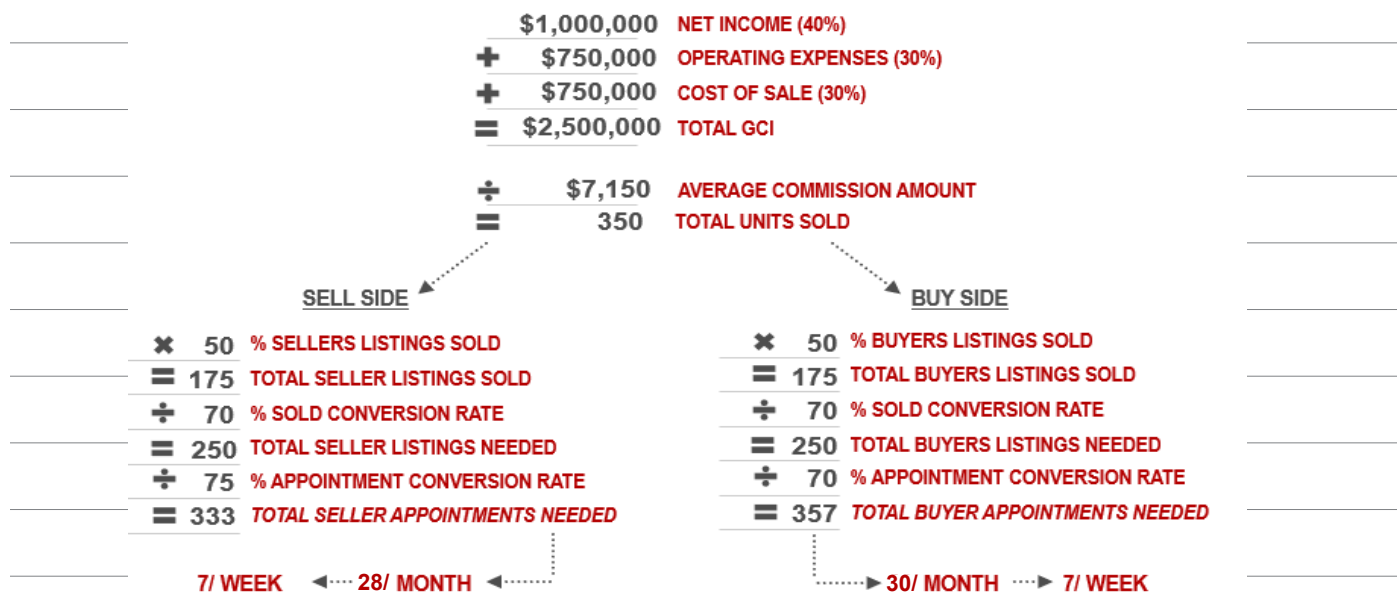 $1,000,000 NET INCOME (40%)
+ $750,000 OPERATING EXPENSES (30%)
+ $750,000 COST OF SALE (30%)
= $2,500,000 TOTAL GCI
÷ $7,150 AVERAGE COMMISSION AMOUNT
= 350 TOTAL UNITS SOLD
SELL SIDE
× 50 % SELLERS LISTINGS SOLD
= 175 TOTAL SELLER LISTINGS SOLD
÷ 70 % SOLD CONVERSION RATE
= 250 TOTAL SELLER LISTINGS NEEDED
÷ 75 % APPOINTMENT CONVERSION RATE
= 333 TOTAL SELLER APPOINTMENTS NEEDED
7/ WEEK 28/ MONTH
BUY SIDE
× 50 % BUYERS LISTINGS SOLD
= 175 TOTAL BUYERS LISTINGS SOLD
÷ 70 % SOLD CONVERSION RATE
= 250 TOTAL BUYERS LISTINGS NEEDED
÷ 70 % APPOINTMENT CONVERSION RATE
= 357 TOTAL BUYER APPOINTMENTS NEEDED
30/ MONTH 7/ WEEK